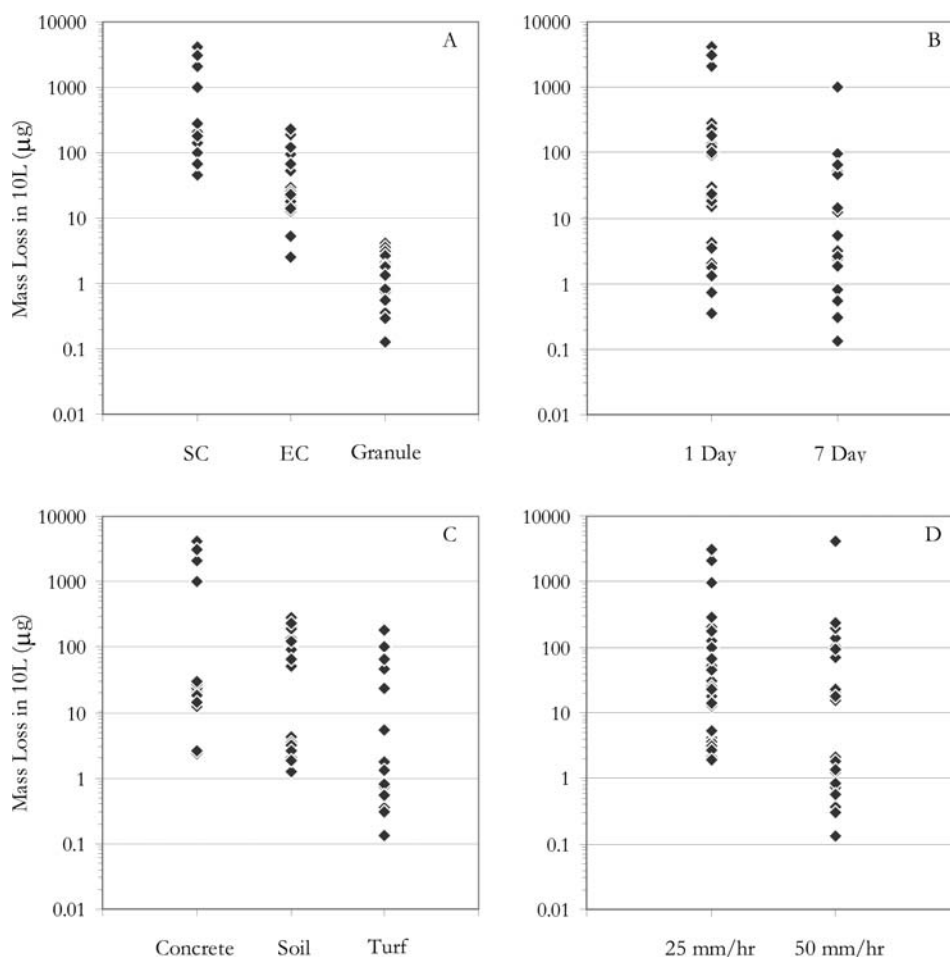 A
10000
1000
100
10
1
0.1
0.01
Mass Loss in 10L (µg)
SC EC Granule
B
10000
1000
100
10
1
0.1
0.01
1 Day 7 Day
C
10000
1000
100
10
1
0.1
0.01
Mass Loss in 10L (µg)
Concrete Soil Turf
D
10000
1000
100
10
1
0.1
0.01
25 mm/hr 50 mm/hr